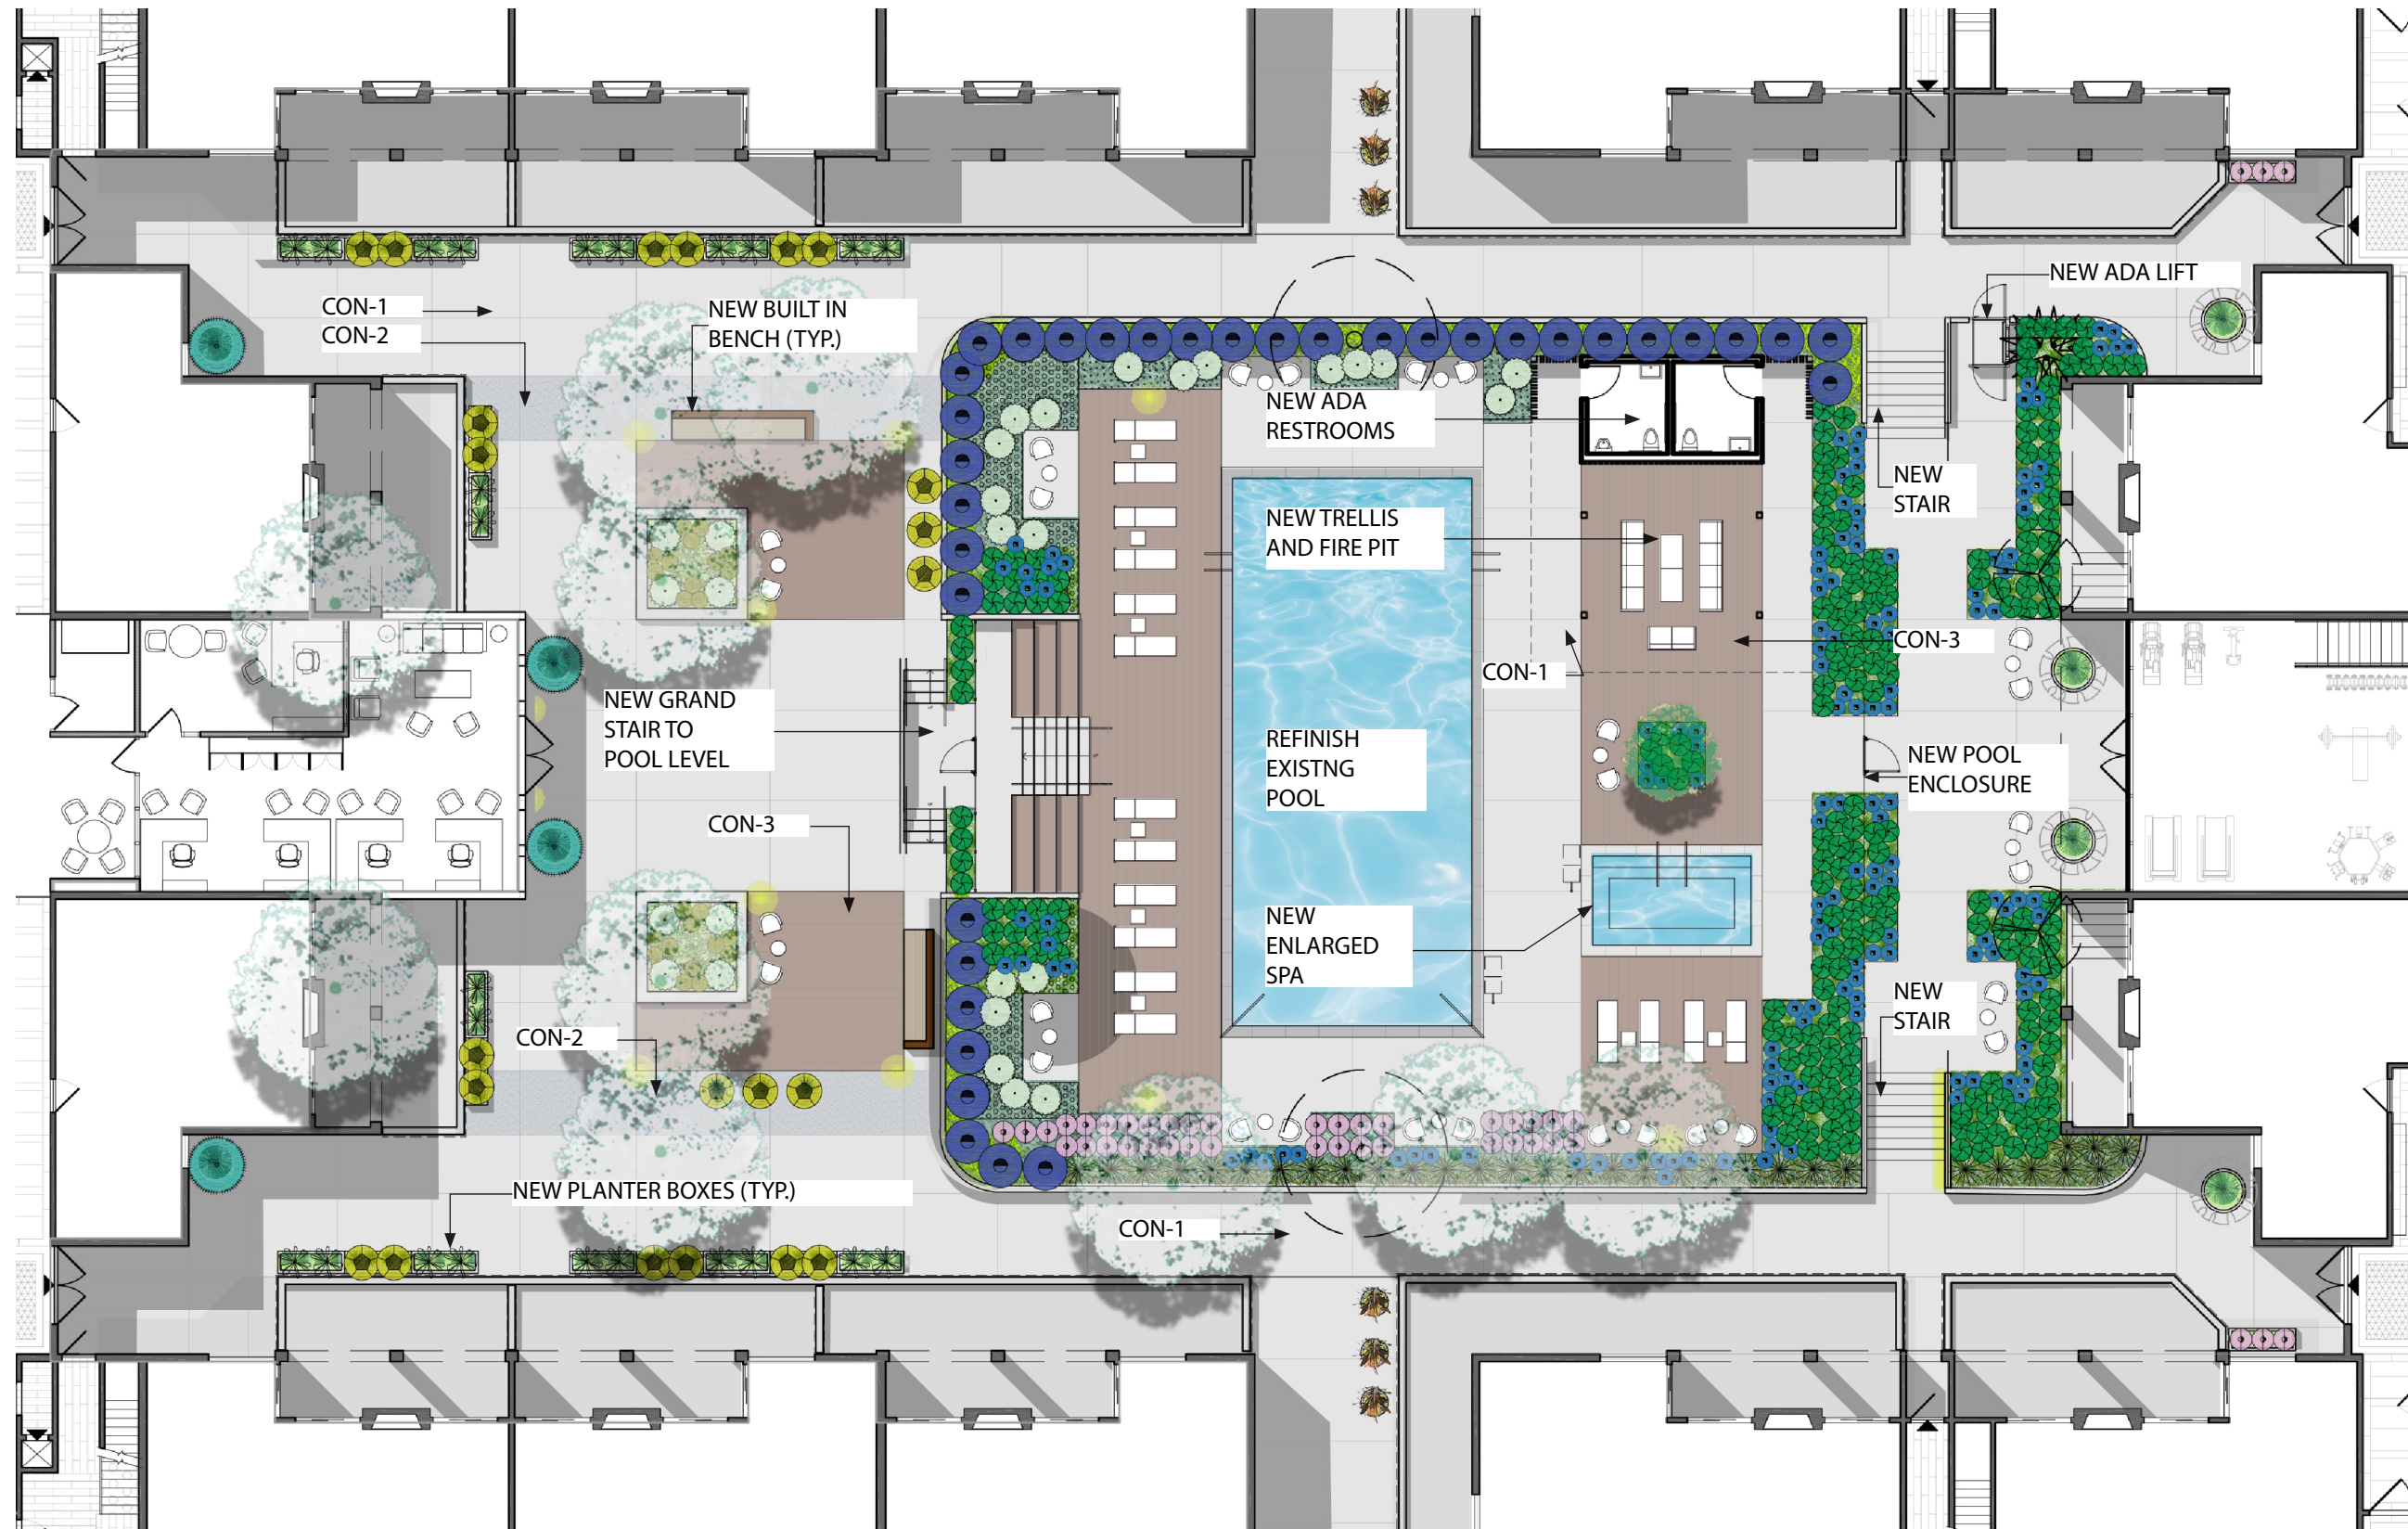 NEW ADA LIFT
CON-1
CON-2
NEW BUILT IN
BENCH (TYP.)
NEW ADA
RESTROOMS
NEW
STAIR
NEW TRELLIS
AND FIRE PIT
CON-3
CON-1
NEW GRAND
STAIR TO
POOL LEVEL
REFINISH
EXISTNG
POOL
NEW POOL
ENCLOSURE
CON-3
NEW
ENLARGED
SPA
NEW
STAIR
CON-2
NEW PLANTER BOXES (TYP.)
CON-1